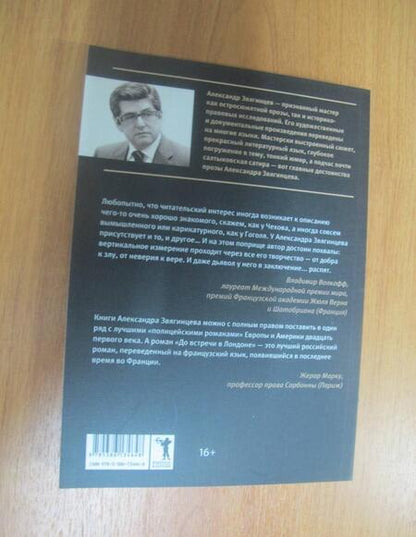 Александр Звягинцев — признанный мастер
как остросюжетной прозы, так и историко-
правовых исследований. Его художественные
и документальные произведения переведены
на многие языки. Мастерски выстроенный сюжет,
прекрасный литературный язык, глубокое
погружение в тему, тонкий юмор, а подчас почти
салтыковская сатира — вот главные достоинства
прозы Александра Звягинцева.
Любопытно, что читательский интерес иногда возникает к описанию
чего-то очень хорошо знакомого, скажем, как у Чехова, а иногда совсем
вымышленного или карикатурного, как у Гоголя. У Александра Звягинцева
присутствует и то, и другое... И на этом поприще автор достоин похвалы:
вертикальное измерение проходит через все его творчество — от добра
к злу, от неверия к вере. И даже дьявол у него в заключение... распят.
Владимир Волкофф,
лауреат Международной премии мира,
премий Французской академии Жюля Верна
и Шатобриана (Франция)
Книги Александра Звягинцева можно с полным правом поставить в один
ряд с лучшими «полицейскими романами» Европы и Америки двадцать
первого века. А роман «До встречи в Лондоне» — это лучший российский
роман, переведенный на французский язык, появившийся в последнее
время во Франции.
Жерар Марку,
профессор права Сорбонны (Париж)
16+